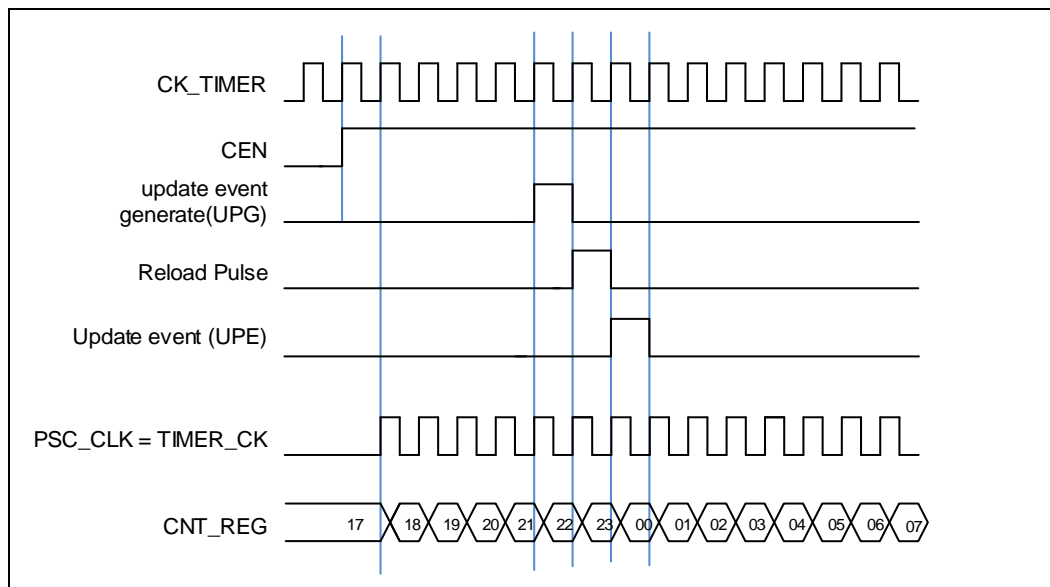 CK_TIMER
CEN
update event
generate(UPG)
Reload Pulse
Update event (UPE)
PSC_CLK = TIMER_CK
CNT_REG 17 18 19 20 21 22 23 00 01 02 03 04 05 06 07